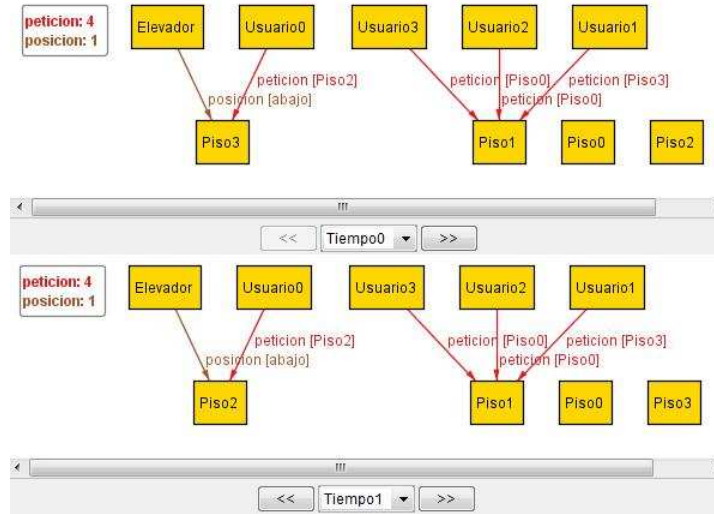 peticion: 4
posicion: 1
Elevador
Usuario0
Usuario3
Usuario2
Usuario1
peticion [Piso2]
peticion [Piso0]
peticion [Piso3]
posicion [abajo]
peticion [Piso0]
Piso3
Piso1
Piso0
Piso2
<<
Tiempo0
>>
peticion: 4
posicion: 1
Elevador
Usuario0
Usuario3
Usuario2
Usuario1
peticion [Piso2]
peticion [Piso0]
peticion [Piso3]
posicion [abajo]
peticion [Piso0]
Piso2
Piso1
Piso0
Piso3
<<
Tiempo1
>>